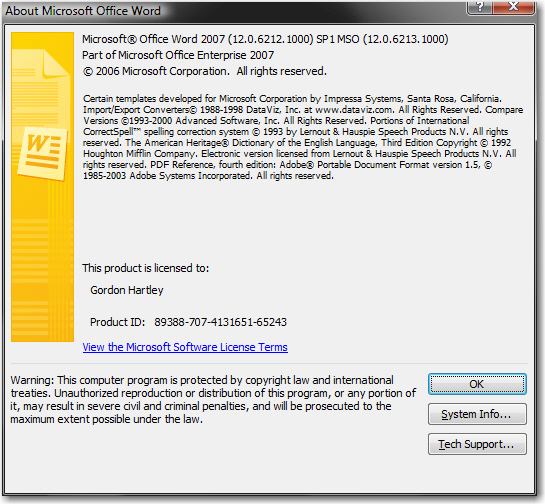 About Microsoft Office Word
Microsoft® Office Word 2007 (12.0.6212.1000) SP1 MSO (12.0.6213.1000)
Part of Microsoft Office Enterprise 2007
© 2006 Microsoft Corporation.  All rights reserved.
Certain templates developed for Microsoft Corporation by Impressa Systems, Santa Rosa, California.
Import/Export Converters© 1988-1998 DataViz, Inc. at www.dataviz.com. All Rights Reserved. Compare
Versions ©1993-2000 Advanced Software, Inc. All Rights Reserved. Portions of International
CorrectSpell™ spelling correction system © 1993 by Lernout & Hauspie Speech Products N.V. All rights
reserved. The American Heritage® Dictionary of the English Language, Third Edition Copyright © 1992
Houghton Mifflin Company. Electronic version licensed from Lernout & Hauspie Speech Products N.V. All
rights reserved. PDF Reference, fourth edition: Adobe® Portable Document Format version 1.5, ©
1985-2003 Adobe Systems Incorporated. All rights reserved.
W
This product is licensed to:
Gordon Hartley
Product ID: 89388-707-4131651-65243
View the Microsoft Software License Terms
Warning: This computer program is protected by copyright law and international
treaties. Unauthorized reproduction or distribution of this program, or any portion of
it, may result in severe civil and criminal penalties, and will be prosecuted to the
maximum extent possible under the law.
OK
System Info...
Tech Support...